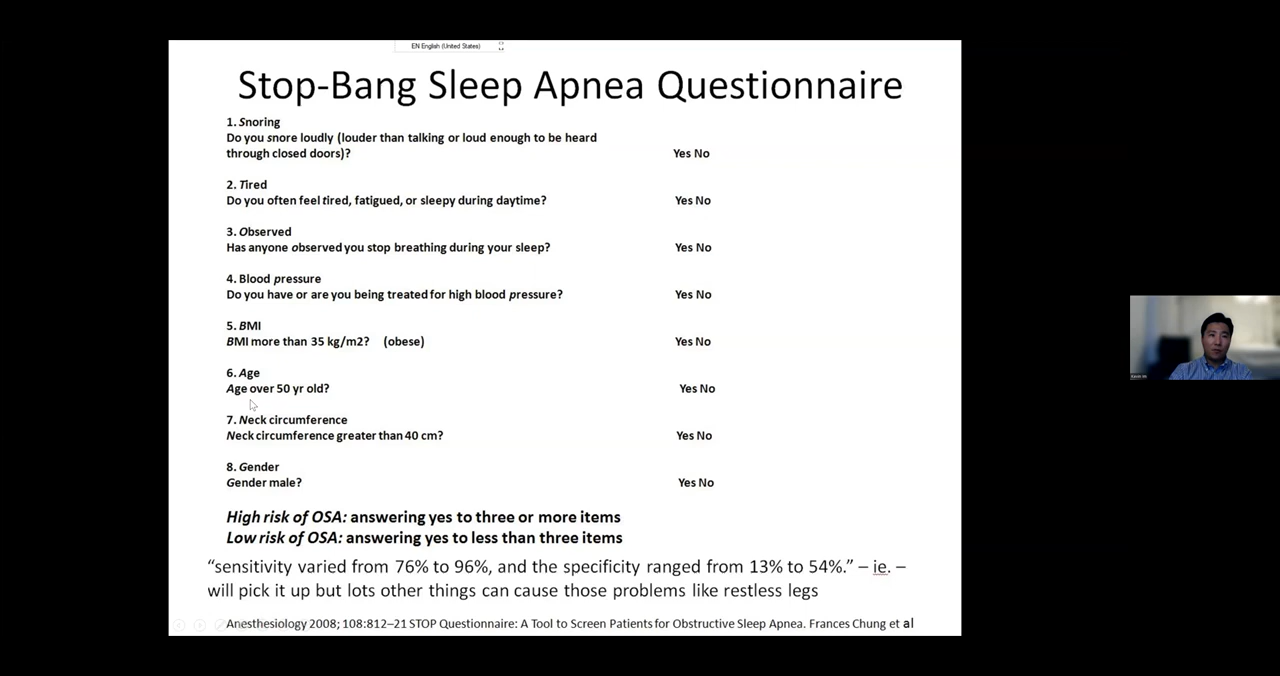 EN English (United States)
Stop-Bang Sleep Apnea Questionnaire
1. Snoring
Do you snore loudly (louder than talking or loud enough to be heard
through closed doors)? Yes No
2. Tired
Do you often feel tired, fatigued, or sleepy during daytime? Yes No
3. Observed
Has anyone observed you stop breathing during your sleep? Yes No
4. Blood pressure
Do you have or are you being treated for high blood pressure? Yes No
5. BMI
BMI more than 35 kg/m2? (obese) Yes No
6. Age
Age over 50 yr old? Yes No
7. Neck circumference
Neck circumference greater than 40 cm? Yes No
8. Gender
Gender male? Yes No
High risk of OSA: answering yes to three or more items
Low risk of OSA: answering yes to less than three items
“sensitivity varied from 76% to 96%, and the specificity ranged from 13% to 54%.” – ie. –
will pick it up but lots other things can cause those problems like restless legs
Anesthesiology 2008; 108:812–21 STOP Questionnaire: A Tool to Screen Patients for Obstructive Sleep Apnea. Frances Chung et al